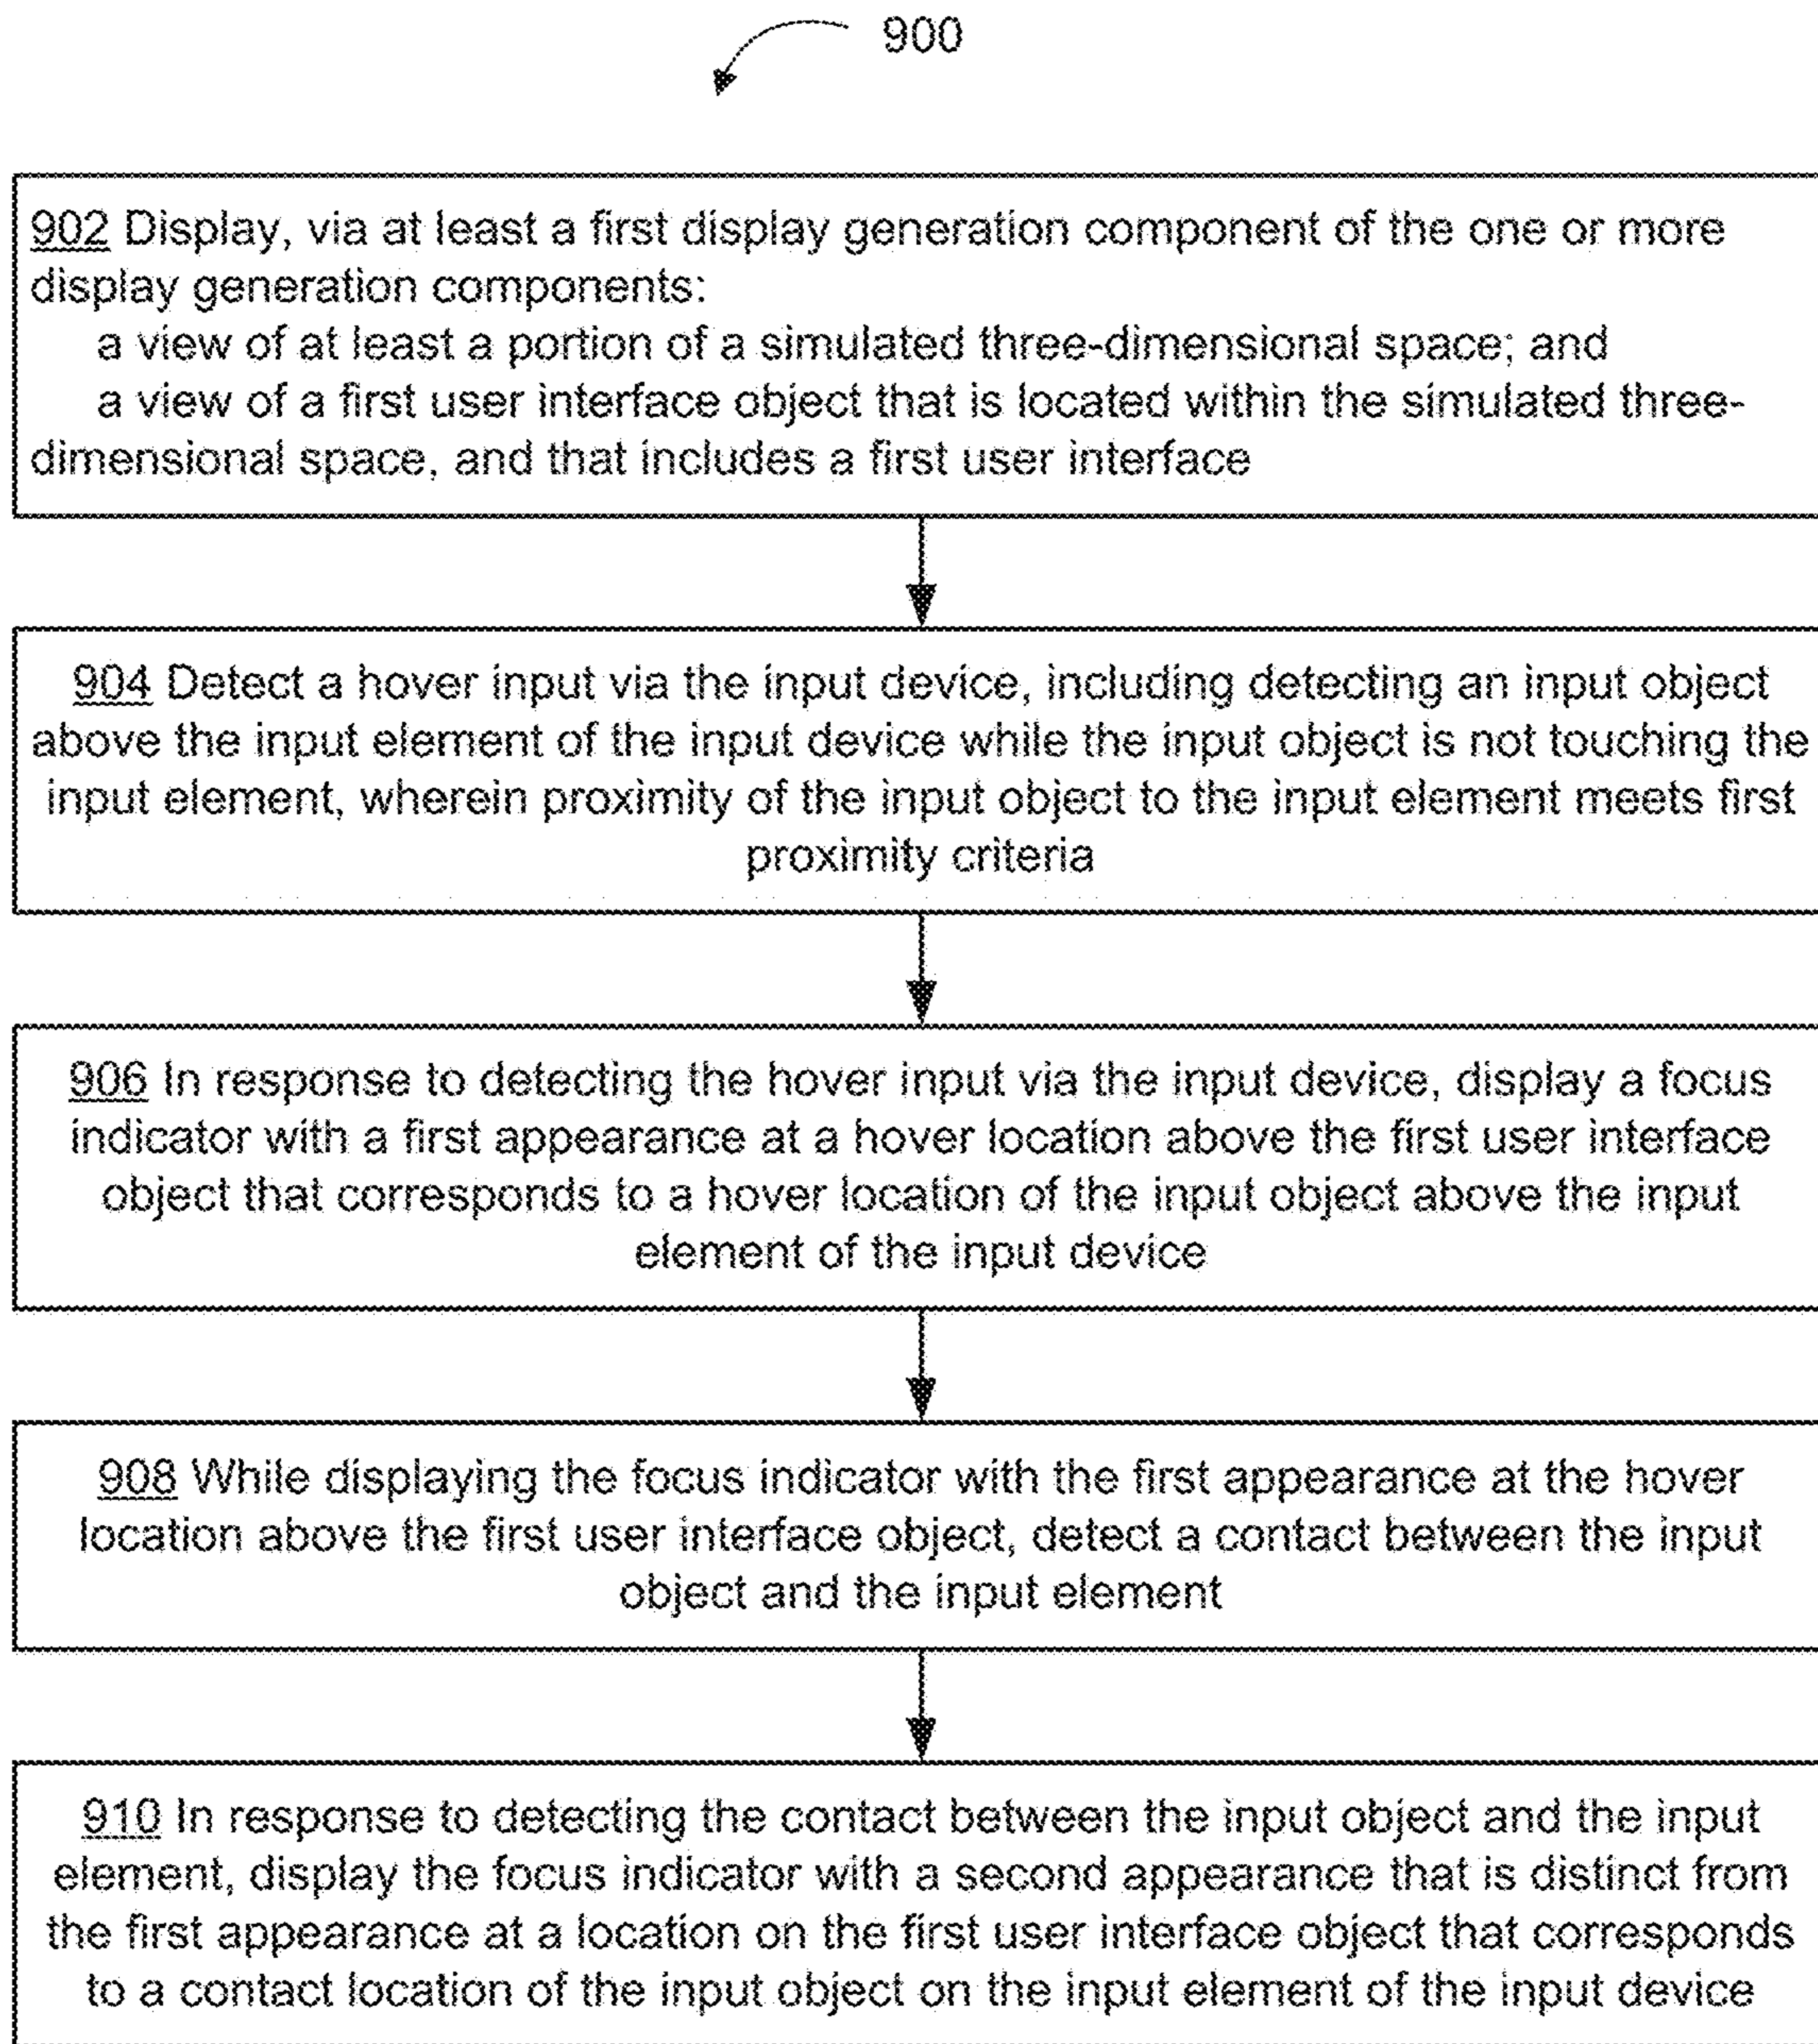 900
902 Display, via at least a first display generation component of the one or more
display generation components:
a view of at least a portion of a simulated three-dimensional space; and
a view of a first user interface object that is located within the simulated three-
dimensional space, and that includes a first user interface
904 Detect a hover input via the input device, including detecting an input object
above the input element of the input device while the input object is not touching the
input element, wherein proximity of the input object to the input element meets first
proximity criteria
906 In response to detecting the hover input via the input device, display a focus
indicator with a first appearance at a hover location above the first user interface
object that corresponds to a hover location of the input object above the input
element of the input device
908 While displaying the focus indicator with the first appearance at the hover
location above the first user interface object, detect a contact between the input
object and the input element
910 In response to detecting the contact between the input object and the input
element, display the focus indicator with a second appearance that is distinct from
the first appearance at a location on the first user interface object that corresponds
to a contact location of the input object on the input element of the input device